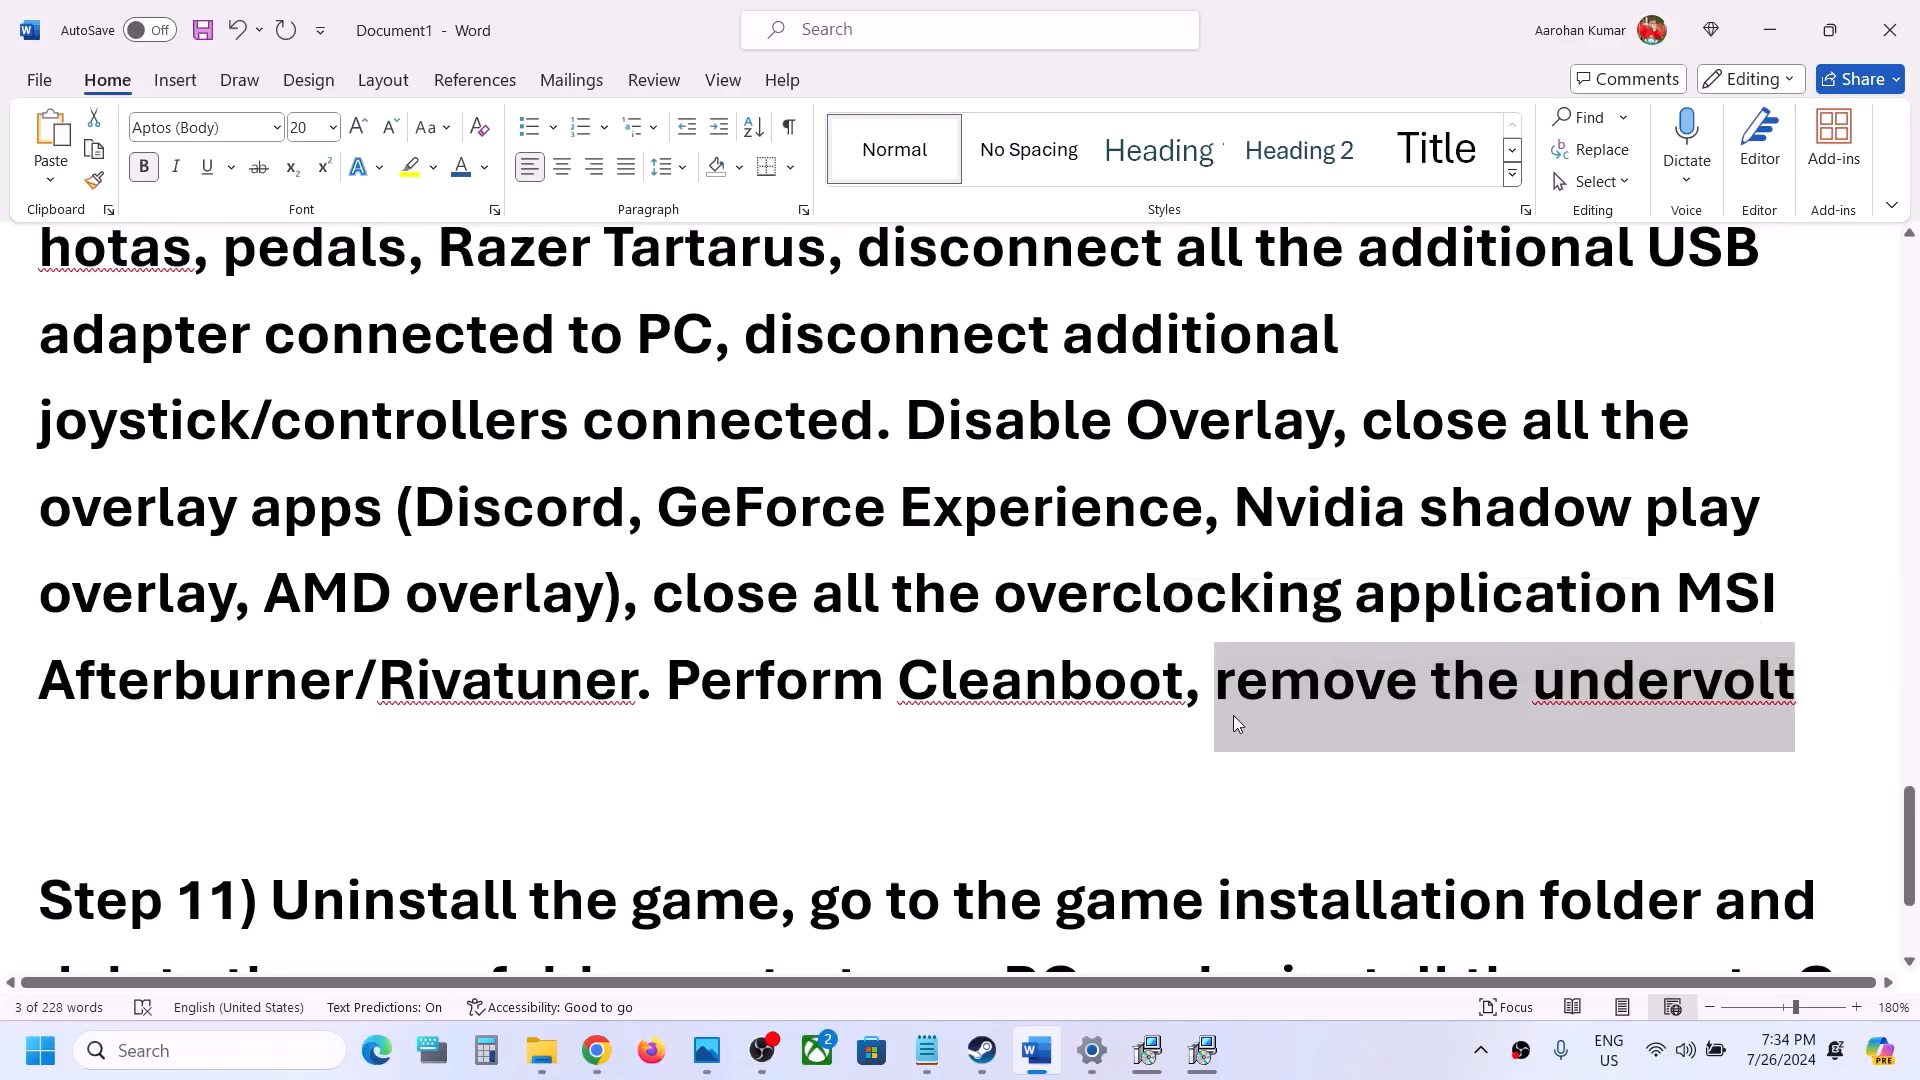 AutoSave Off Document1 - Word Search Aarohan Kumar
File Home Insert Draw Design Layout References Mailings Review View Help Comments Editing Share
Paste Aptos (Body) 20 Aa Normal No Spacing Heading Heading 2 Title Find Replace Select Dictate Editor Add-ins
Clipboard Font Paragraph Styles Editing Voice Editor Add-ins
hotas, pedals, Razer Tartarus, disconnect all the additional USB
adapter connected to PC, disconnect additional
joystick/controllers connected. Disable Overlay, close all the
overlay apps (Discord, GeForce Experience, Nvidia shadow play
overlay, AMD overlay), close all the overclocking application MSI
Afterburner/Rivatuner. Perform Cleanboot, remove the undervolt
Step 11) Uninstall the game, go to the game installation folder and
3 of 228 words English (United States) Text Predictions: On Accessibility: Good to go Focus 180%
Search 2 ENG US 7:34 PM 7/26/2024 PRE